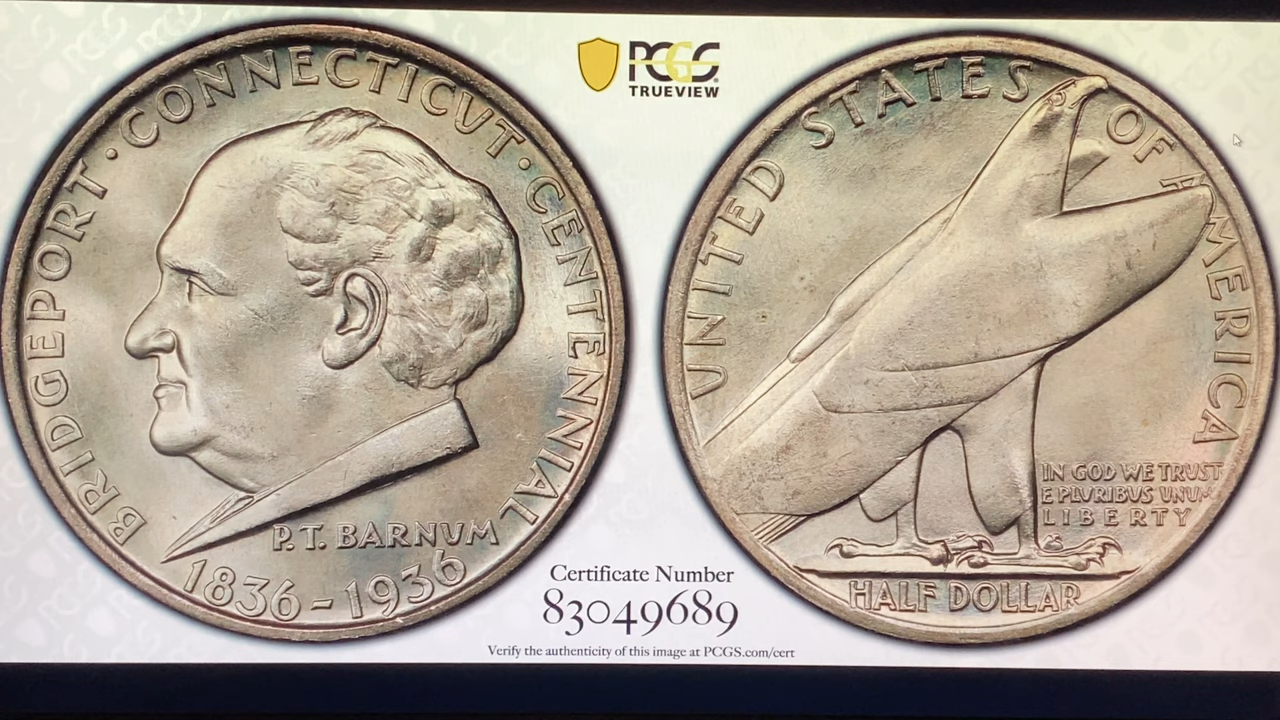 BRIDGEPORT · CONNECTICUT · CENTENNIAL
P.T. BARNUM
1836-1936
PCGS
TRUEVIEW
Certificate Number
83049689
Verify the authenticity of this image at PCGS.com/cert
UNITED STATES OF AMERICA
IN GOD WE TRUST
E PLURIBUS UNUM
LIBERTY
HALF DOLLAR